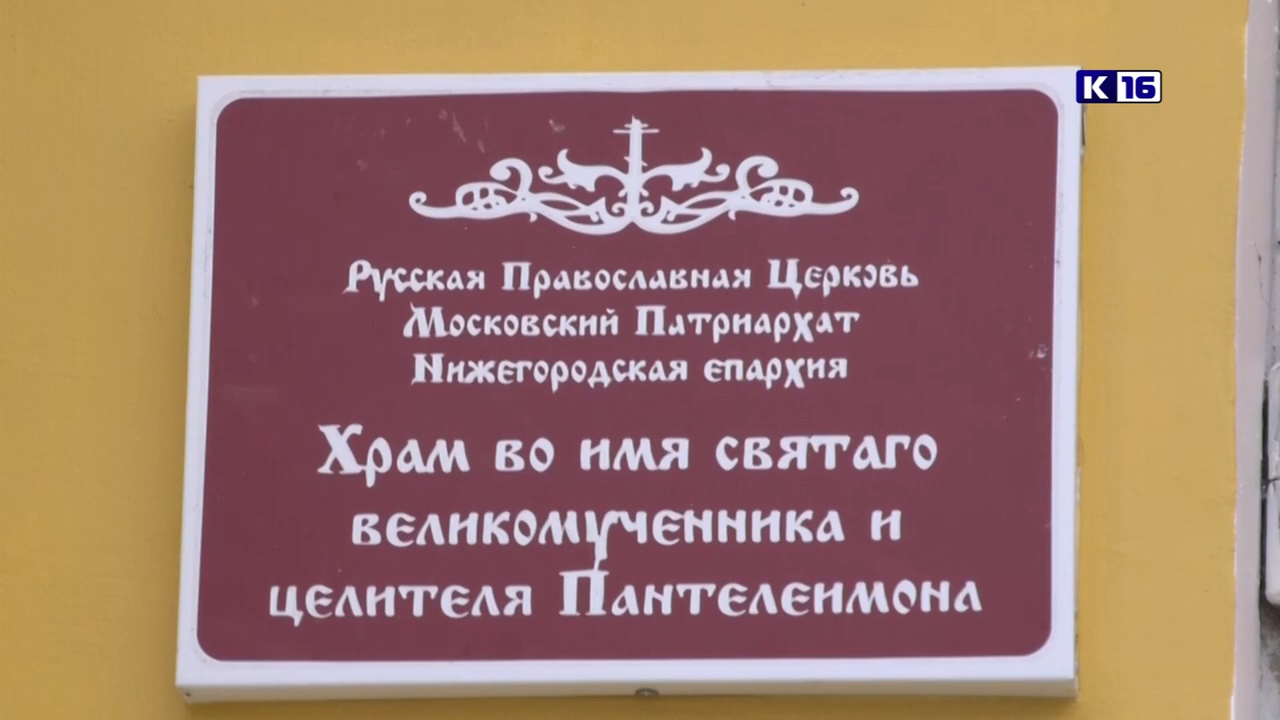 К 16
Русская Православная Церковь
Московский Патриархат
Нижегородская епархия
Храм во имя святаго
великомученника и
целителя Пантелеимона